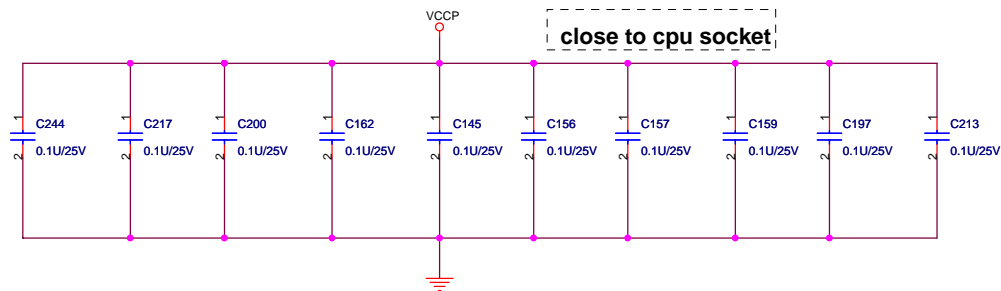 VCCP
close to cpu socket
1 1 1 1 1 1 1 1 1 1
C244 C217 C200 C162 C145 C156 C157 C159 C197 C213
0.1U/25V 0.1U/25V 0.1U/25V 0.1U/25V 0.1U/25V 0.1U/25V 0.1U/25V 0.1U/25V 0.1U/25V 0.1U/25V
2 2 2 2 2 2 2 2 2 2